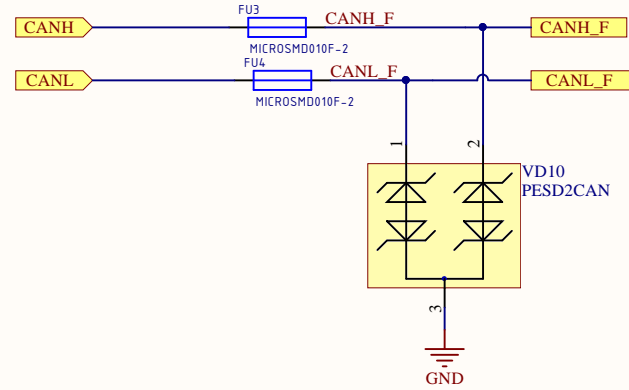 FU3
CANH
CANH_F
CANH_F
MICROSMD010F-2
FU4
CANL
CANL_F
CANL_F
MICROSMD010F-2
1
2
VD10
PESD2CAN
3
GND